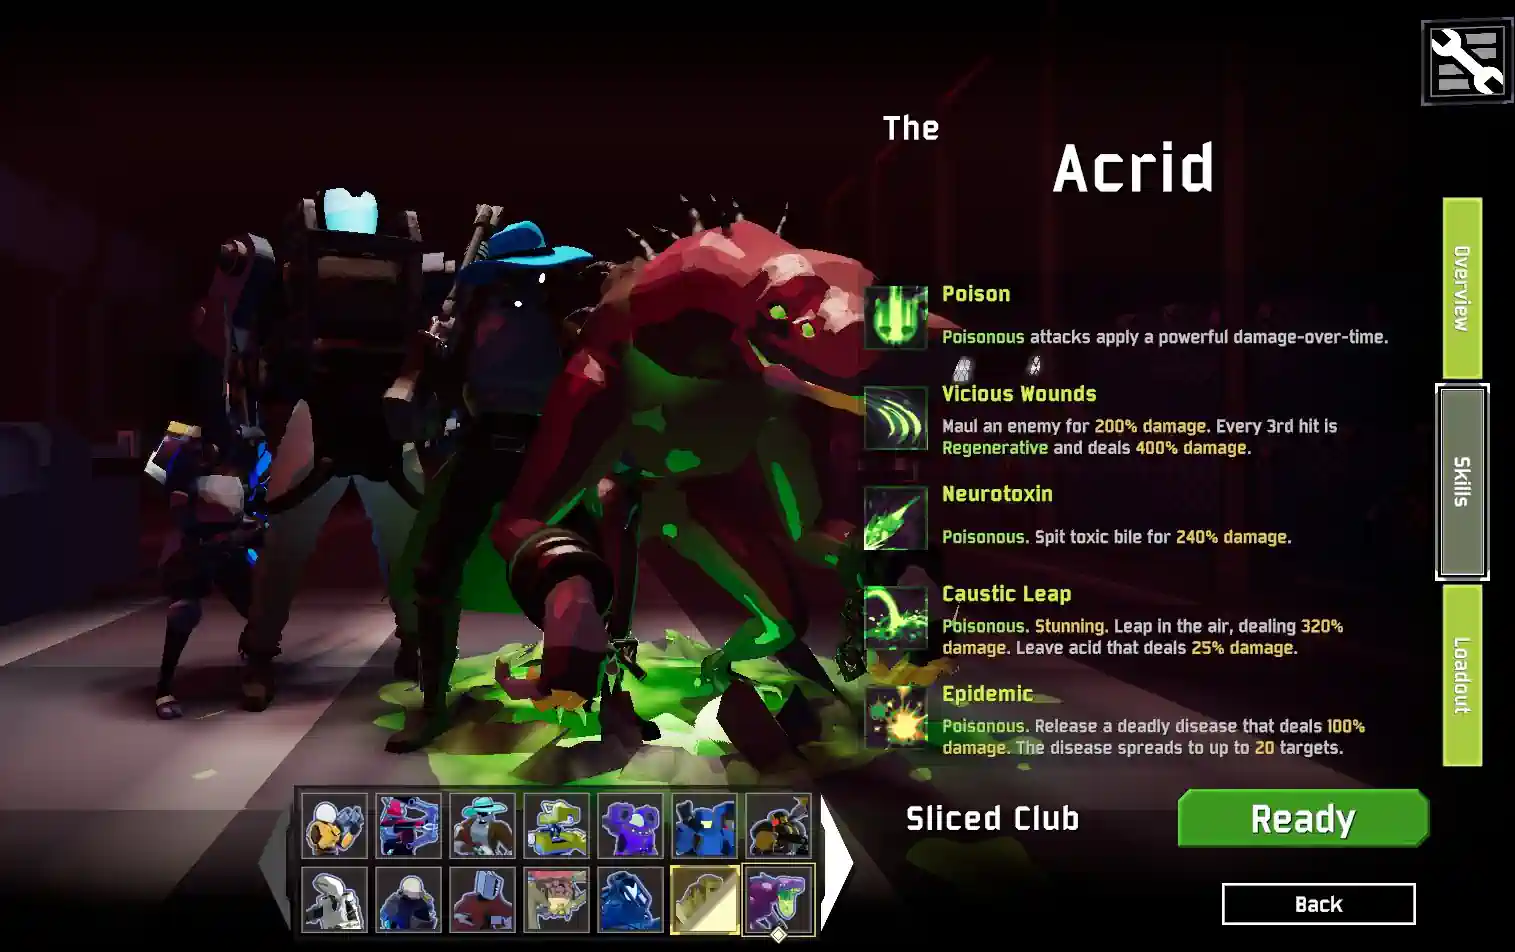 The
Acrid
Poison
Poisonous attacks apply a powerful damage-over-time.
Vicious Wounds
Maul an enemy for 200% damage. Every 3rd hit is
Regenerative and deals 400% damage.
Neurotoxin
Poisonous. Spit toxic bile for 240% damage.
Caustic Leap
Poisonous. Stunning. Leap in the air, dealing 320%
damage. Leave acid that deals 25% damage.
Epidemic
Poisonous. Release a deadly disease that deals 100%
damage. The disease spreads to up to 20 targets.
Overview
Skills
Loadout
Sliced Club
Ready
Back